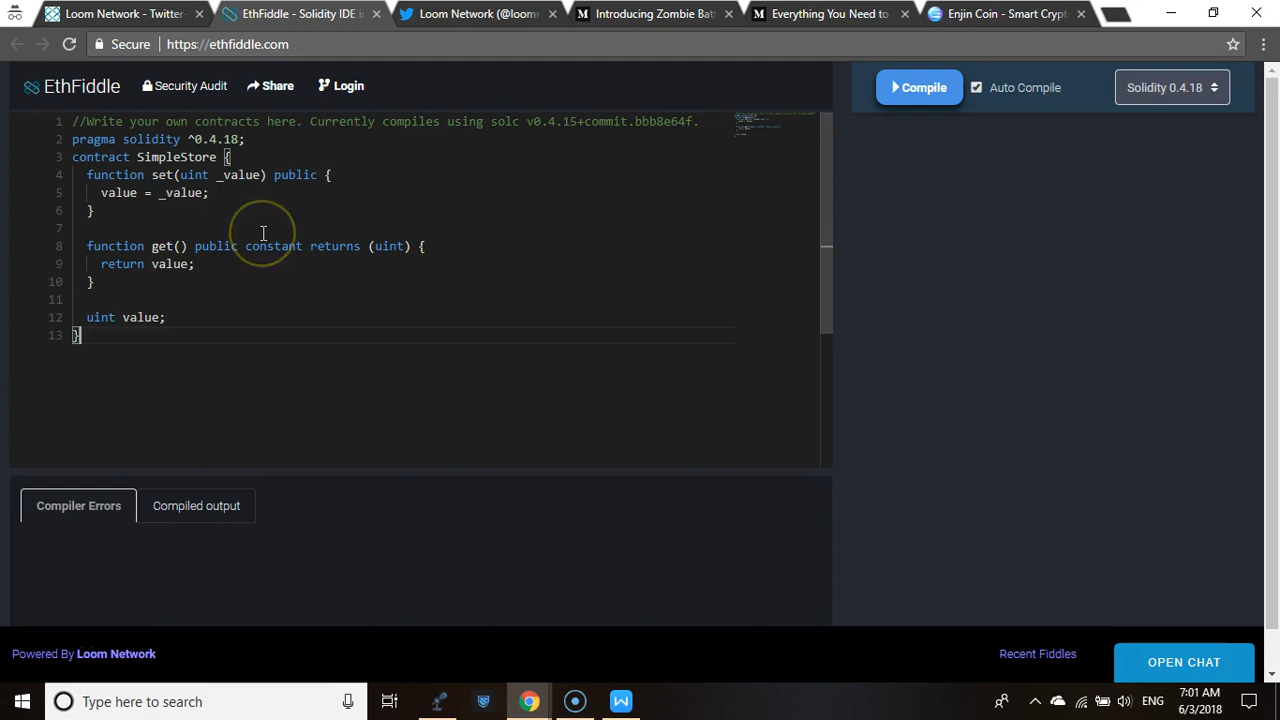 Loom Network - Twitter
EthFiddle - Solidity IDE i
Loom Network (@loom
Introducing Zombie Bat
Everything You Need to
Enjin Coin - Smart Crypt
Secure
https://ethfiddle.com
EthFiddle
Security Audit
Share
Login
Compile
Auto Compile
Solidity 0.4.18
1 //Write your own contracts here. Currently compiles using solc v0.4.15+commit.bbb8e64f.
2 pragma solidity ^0.4.18;
3 contract SimpleStore {
4 function set(uint _value) public {
5 value = _value;
6 }
7
8 function get() public constant returns (uint) {
9 return value;
10 }
11
12 uint value;
13 }
Compiler Errors
Compiled output
Powered By Loom Network
Recent Fiddles
OPEN CHAT
Type here to search
ENG
7:01 AM
6/3/2018